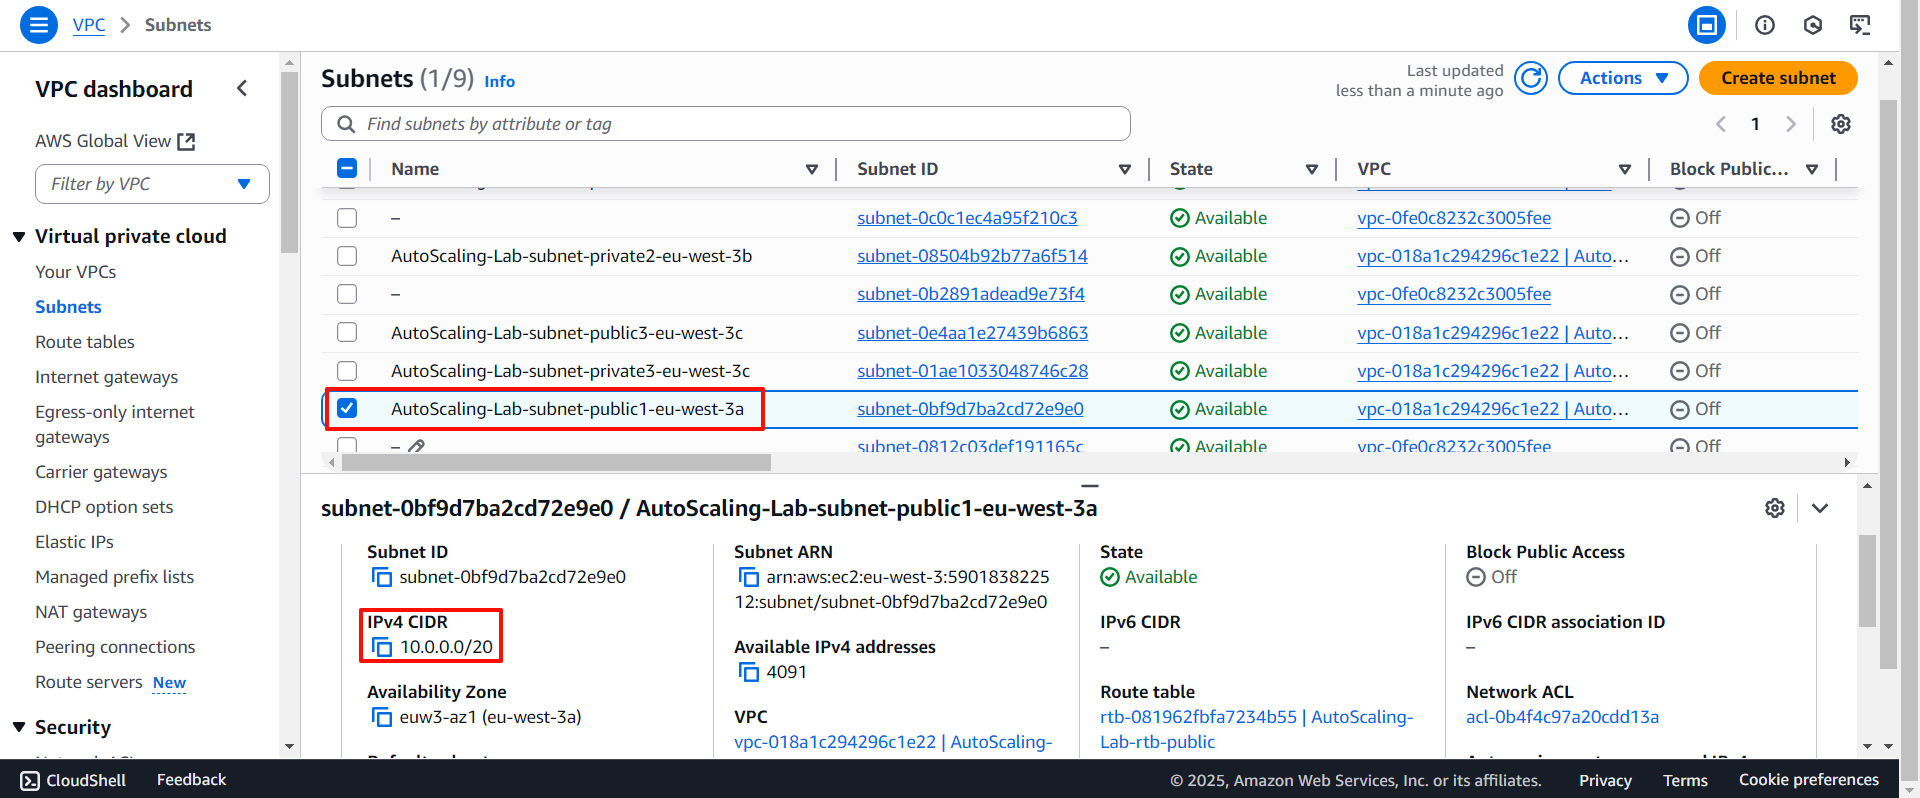 VPC > Subnets
VPC dashboard
AWS Global View
Filter by VPC
Virtual private cloud
Your VPCs
Subnets
Route tables
Internet gateways
Egress-only internet
gateways
Carrier gateways
DHCP option sets
Elastic IPs
Managed prefix lists
NAT gateways
Peering connections
Route servers New
Security
Subnets (1/9) Info
Last updated
less than a minute ago
Actions
Create subnet
Find subnets by attribute or tag
1
Name Subnet ID State VPC Block Public...
– subnet-0c0c1ec4a95f210c3 Available vpc-0fe0c8232c3005fee Off
AutoScaling-Lab-subnet-private2-eu-west-3b subnet-08504b92b77a6f514 Available vpc-018a1c294296c1e22 | Auto... Off
– subnet-0b2891adead9e73f4 Available vpc-0fe0c8232c3005fee Off
AutoScaling-Lab-subnet-public3-eu-west-3c subnet-0e4aa1e27439b6863 Available vpc-018a1c294296c1e22 | Auto... Off
AutoScaling-Lab-subnet-private3-eu-west-3c subnet-01ae1033048746c28 Available vpc-018a1c294296c1e22 | Auto... Off
AutoScaling-Lab-subnet-public1-eu-west-3a subnet-0bf9d7ba2cd72e9e0 Available vpc-018a1c294296c1e22 | Auto... Off
– subnet-0812c03def191165c Available vpc-0fe0c8232c3005fee Off
subnet-0bf9d7ba2cd72e9e0 / AutoScaling-Lab-subnet-public1-eu-west-3a
Subnet ID
subnet-0bf9d7ba2cd72e9e0
IPv4 CIDR
10.0.0.0/20
Availability Zone
euw3-az1 (eu-west-3a)
Subnet ARN
arn:aws:ec2:eu-west-3:5901838225
12:subnet/subnet-0bf9d7ba2cd72e9e0
Available IPv4 addresses
4091
VPC
vpc-018a1c294296c1e22 | AutoScaling-
State
Available
IPv6 CIDR
–
Route table
rtb-081962fbfa7234b55 | AutoScaling-
Lab-rtb-public
Block Public Access
Off
IPv6 CIDR association ID
–
Network ACL
acl-0b4f4c97a20cdd13a
CloudShell Feedback © 2025, Amazon Web Services, Inc. or its affiliates. Privacy Terms Cookie preferences